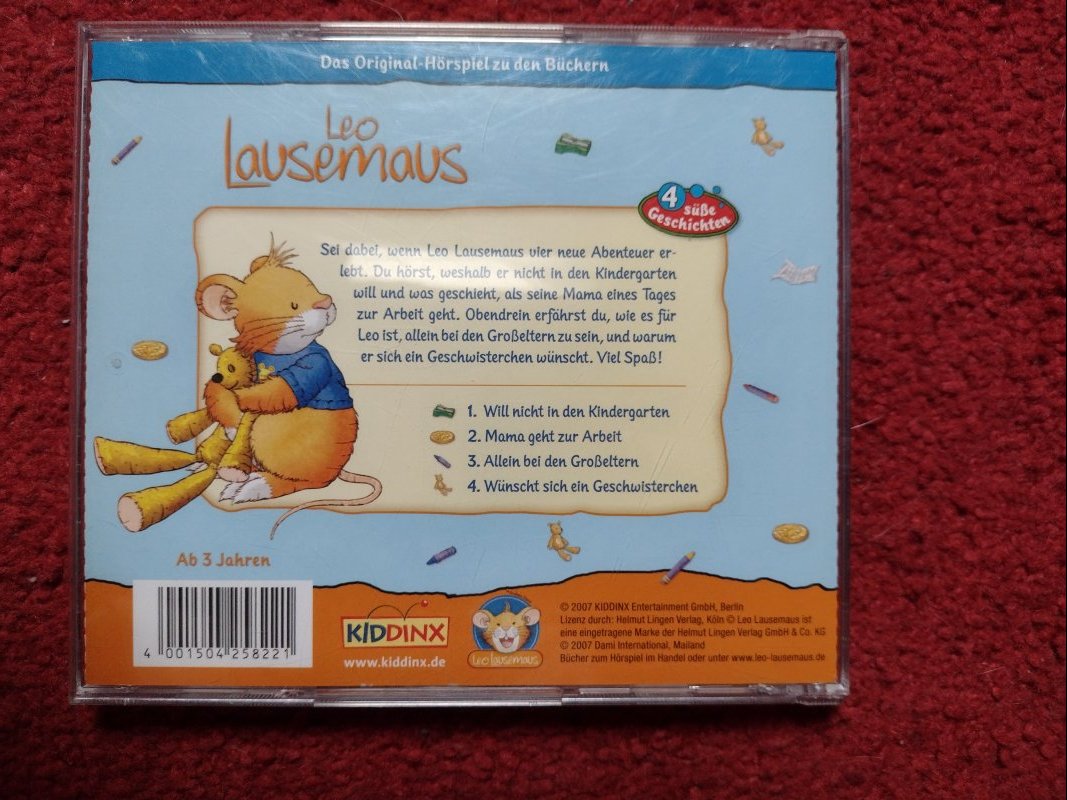 Das Original-Hörspiel zu den Büchern
Leo
Lausemaus
4 süße
Geschichten
Sei dabei, wenn Leo Lausemaus vier neue Abenteuer er-
lebt. Du hörst, weshalb er nicht in den Kindergarten
will und was geschieht, als seine Mama eines Tages
zur Arbeit geht. Obendrein erfährst du, wie es für
Leo ist, allein bei den Großeltern zu sein, und warum
er sich ein Geschwisterchen wünscht. Viel Spaß!
1. Will nicht in den Kindergarten
2. Mama geht zur Arbeit
3. Allein bei den Großeltern
4. Wünscht sich ein Geschwisterchen
Ab 3 Jahren
4 001504 258221
KIDDINX
www.kiddinx.de
Leo lausemaus
© 2007 KIDDINX Entertainment GmbH, Berlin
Lizenz durch: Helmut Lingen Verlag, Köln © Leo Lausemaus ist
eine eingetragene Marke der Helmut Lingen Verlag GmbH & Co. KG
© 2007 Dami International, Mailand
Bücher zum Hörspiel im Handel oder unter www.leo-lausemaus.de